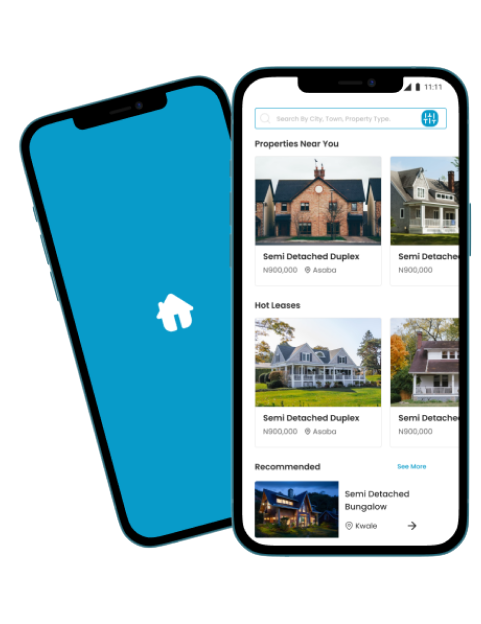 11:11
Search By City, Town, Property Type.
Properties Near You
Semi Detached Duplex
N900,000 Asaba
Semi Detached
N900,000
Hot Leases
Semi Detached Duplex
N900,000 Asaba
Semi Detache
N900,000
Recommended
See More
Semi Detached
Bungalow
Kwale